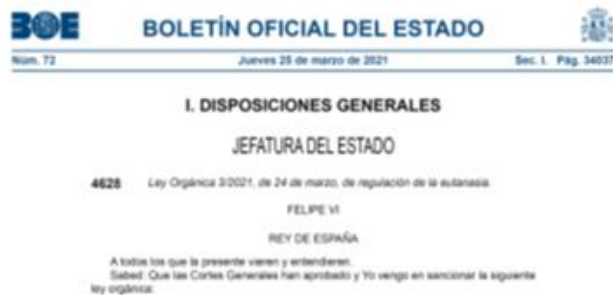 BOE
BOLETÍN OFICIAL DEL ESTADO
Núm. 72
Jueves 25 de marzo de 2021
Sec. I. Pág. 34037
I. DISPOSICIONES GENERALES
JEFATURA DEL ESTADO
4628 Ley Orgánica 3/2021, de 24 de marzo, de regulación de la eutanasia.
FELIPE VI
REY DE ESPAÑA
A todos los que la presente vieren y entendieren.
Sabed: Que las Cortes Generales han aprobado y Yo vengo en sancionar la siguiente
ley orgánica: